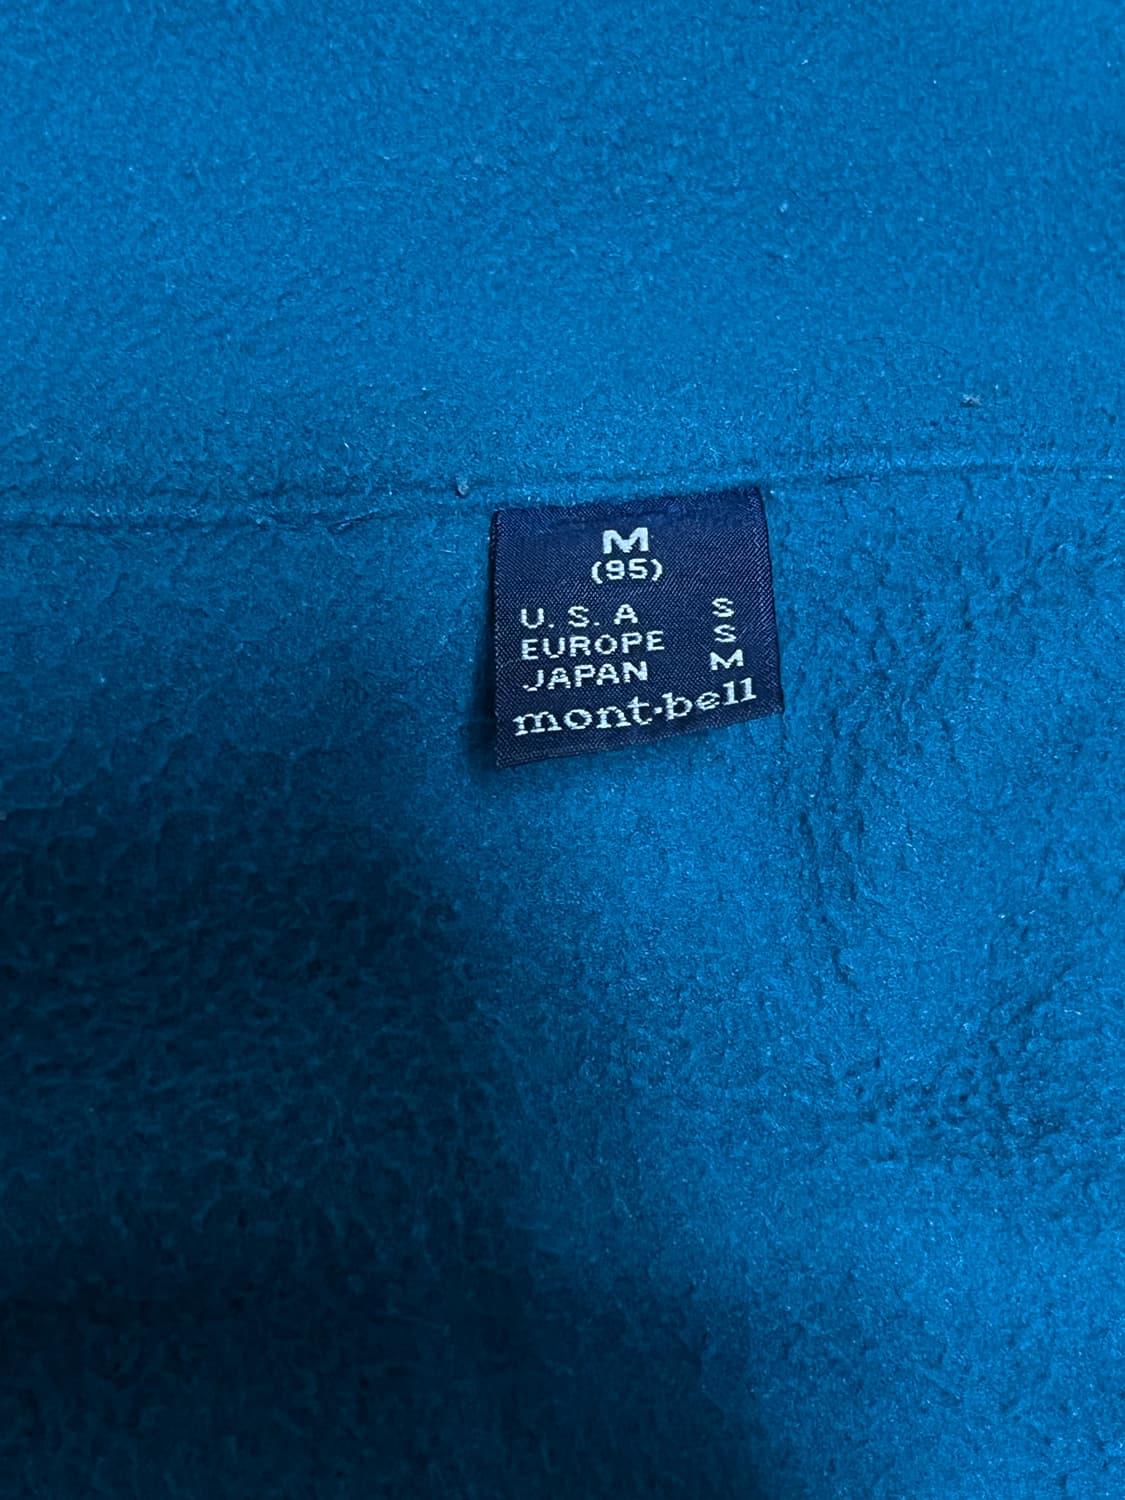 M
(95)
U. S. A S
EUROPE S
JAPAN M
mont-bell